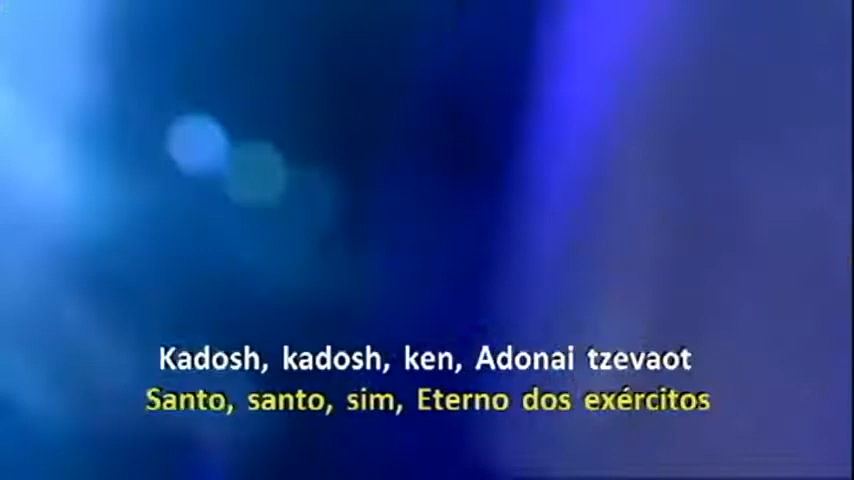 Kadosh, kadosh, ken, Adonai tzevaot
Santo, santo, sim, Eterno dos exércitos